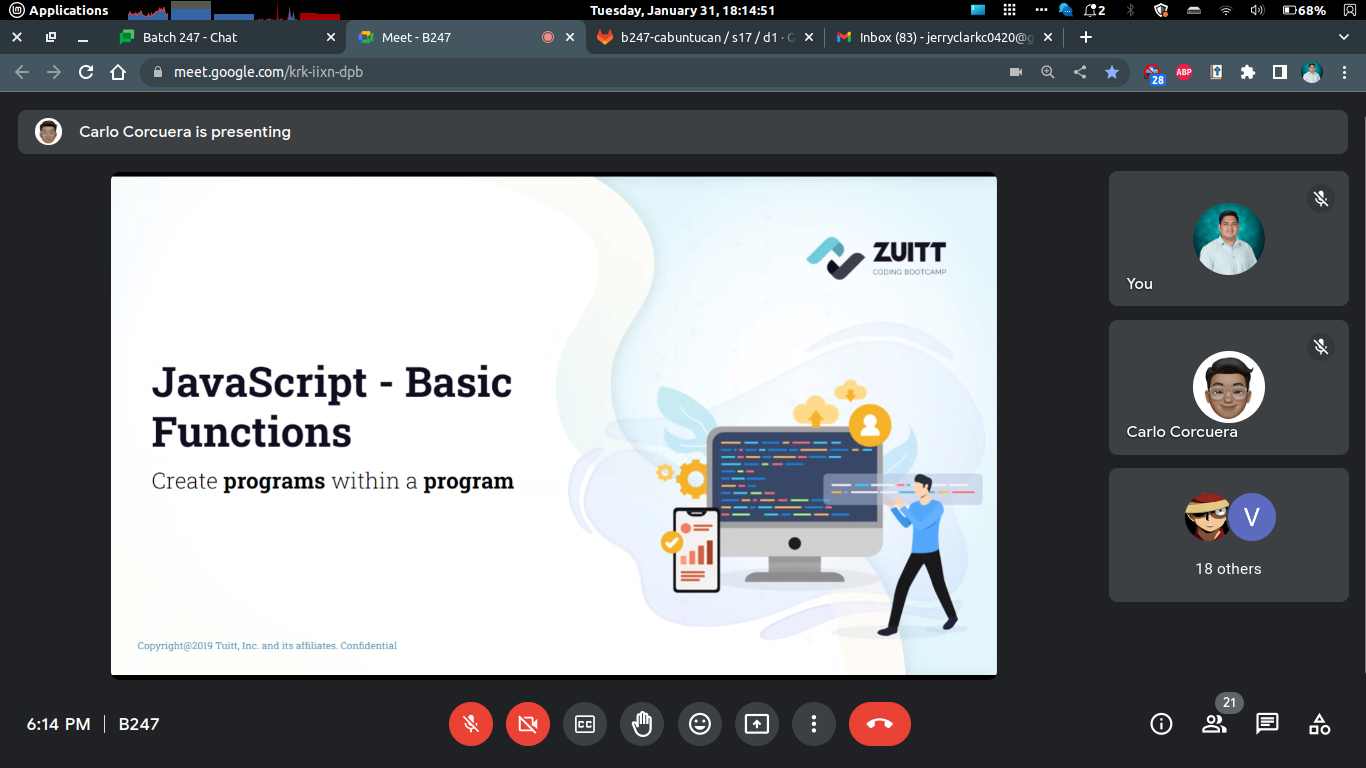 Applications
Tuesday, January 31, 18:14:51
2
68%
Batch 247 - Chat
Meet - B247
b247-cabuntucan / s17 / d1 · G
Inbox (83) - jerryclarkc0420@g
meet.google.com/krk-iixn-dpb
28
ABP
Carlo Corcuera is presenting
ZUITT
CODING BOOTCAMP
JavaScript - Basic
Functions
Create programs within a program
Copyright@2019 Tuitt, Inc. and its affiliates. Confidential
You
Carlo Corcuera
V
18 others
6:14 PM | B247
CC
21